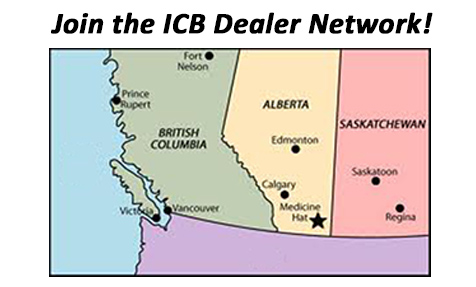 Join the ICB Dealer Network!
Fort
Nelson
Prince
Rupert
BRITISH
COLUMBIA
ALBERTA
Edmonton
Calgary
Medicine
Hat
SASKATCHEWAN
Saskatoon
Regina
Victoria
Vancouver